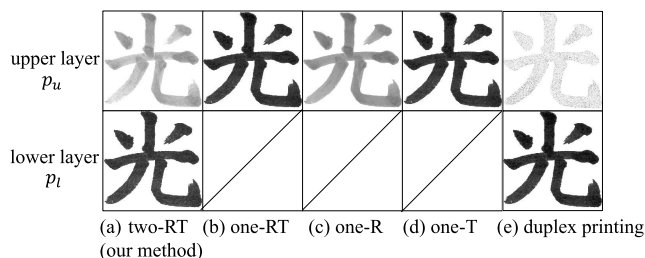 upper layer 光 光 光 光 光
pᵤ
lower layer 光 光
pₗ
(a) two-RT (b) one-RT (c) one-R (d) one-T (e) duplex printing
(our method)